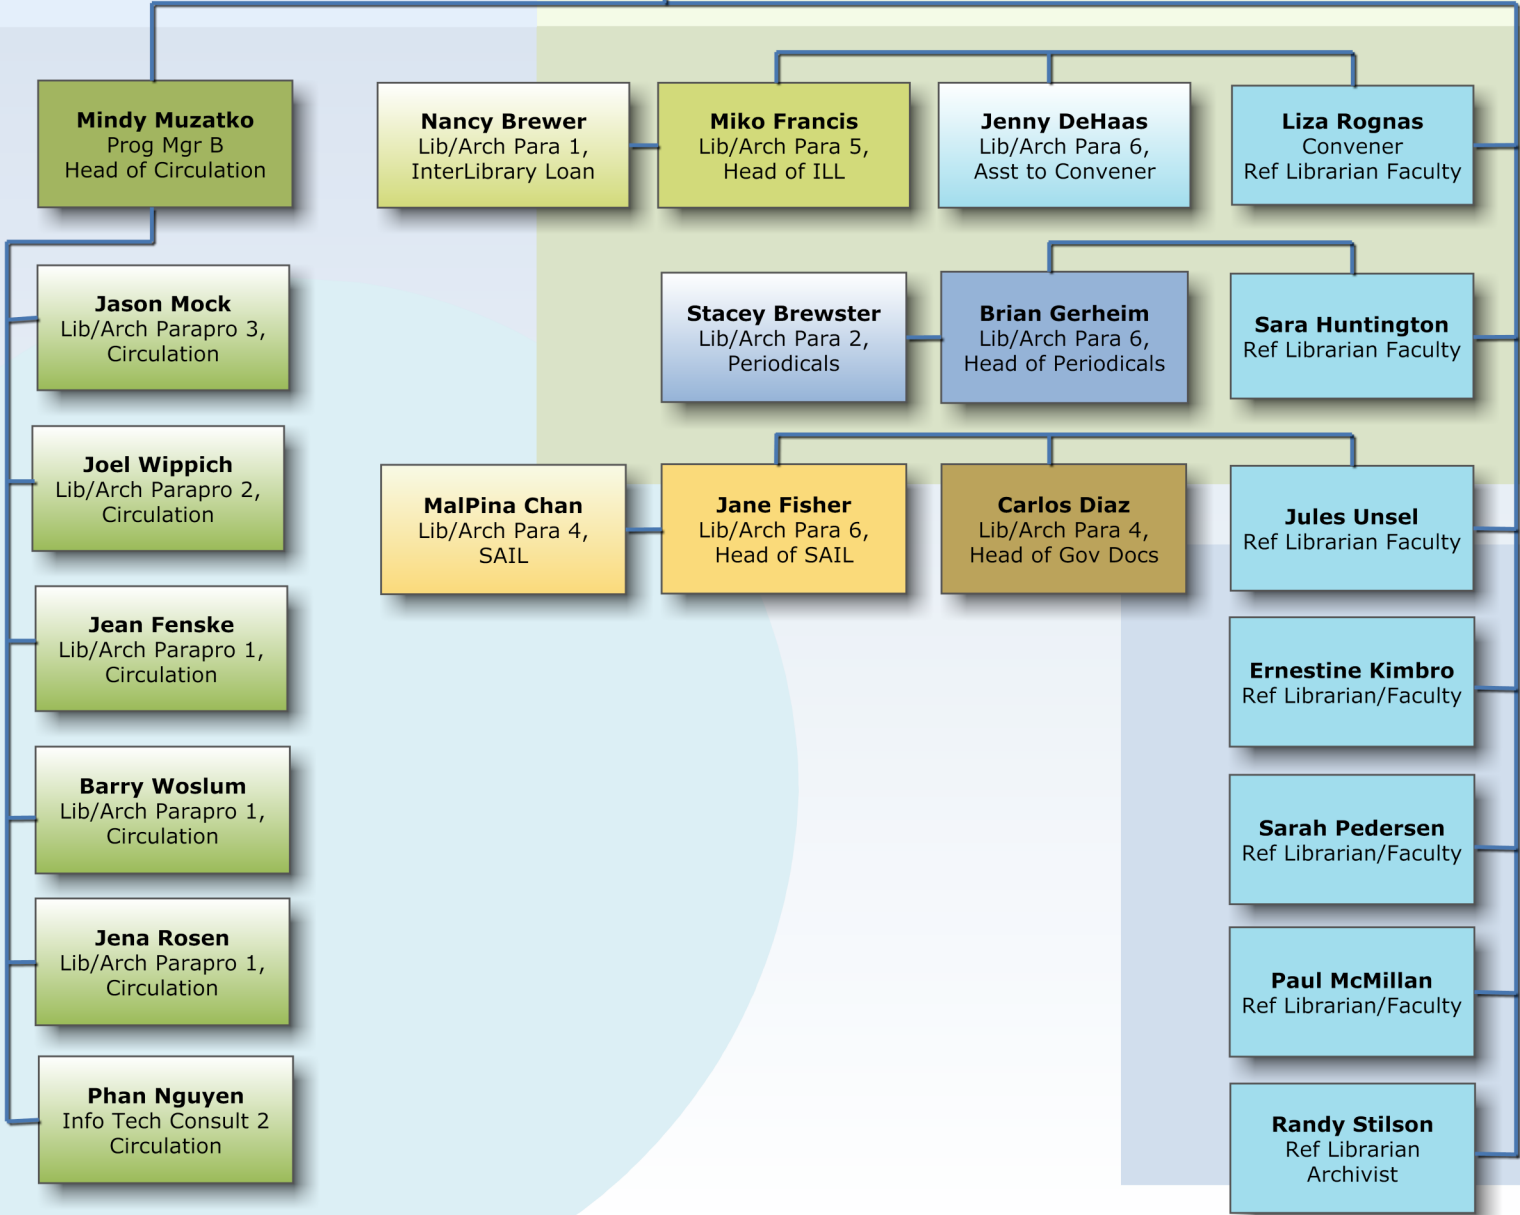 Mindy Muzatko
Prog Mgr B
Head of Circulation
Nancy Brewer
Lib/Arch Para 1,
InterLibrary Loan
Miko Francis
Lib/Arch Para 5,
Head of ILL
Jenny DeHaas
Lib/Arch Para 6,
Asst to Convener
Liza Rognas
Convener
Ref Librarian Faculty
Jason Mock
Lib/Arch Parapro 3,
Circulation
Stacey Brewster
Lib/Arch Para 2,
Periodicals
Brian Gerheim
Lib/Arch Para 6,
Head of Periodicals
Sara Huntington
Ref Librarian Faculty
Joel Wippich
Lib/Arch Parapro 2,
Circulation
MalPina Chan
Lib/Arch Para 4,
SAIL
Jane Fisher
Lib/Arch Para 6,
Head of SAIL
Carlos Diaz
Lib/Arch Para 4,
Head of Gov Docs
Jules Unsel
Ref Librarian Faculty
Jean Fenske
Lib/Arch Parapro 1,
Circulation
Ernestine Kimbro
Ref Librarian/Faculty
Barry Woslum
Lib/Arch Parapro 1,
Circulation
Sarah Pedersen
Ref Librarian/Faculty
Jena Rosen
Lib/Arch Parapro 1,
Circulation
Paul McMillan
Ref Librarian/Faculty
Phan Nguyen
Info Tech Consult 2
Circulation
Randy Stilson
Ref Librarian
Archivist